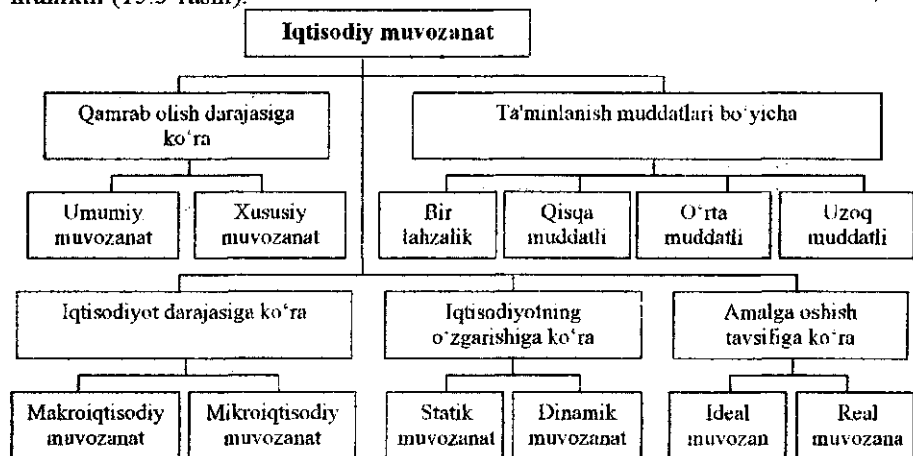 Iqtisodiy muvozanat
Qamrab olish darajasiga
ko‘ra
Ta'minlanish muddatlari bo‘yicha
Umumiy
muvozanat
Xususiy
muvozanat
Bir
lahzalik
Qisqa
muddatli
O‘rta
muddatli
Uzoq
muddatli
Iqtisodiyot darajasiga ko‘ra
Iqtisodiyotning
o‘zgarishiga ko‘ra
Amalga oshish
tavsifiga ko‘ra
Makroiqtisodiy
muvozanat
Mikroiqtisodiy
muvozanat
Statik
muvozanat
Dinamik
muvozanat
Ideal
muvozan
Real
muvozana